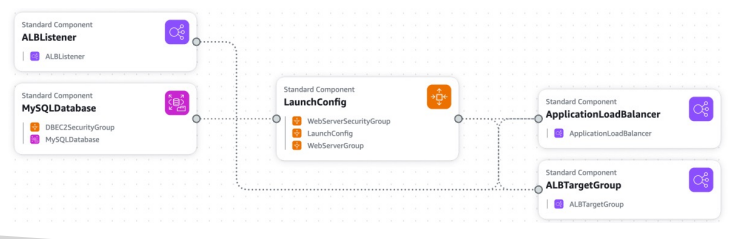 Standard Component
ALBListener
ALBListener
Standard Component
MySQLDatabase
DBEC2SecurityGroup
MySQLDatabase
Standard Component
LaunchConfig
WebServerSecurityGroup
LaunchConfig
WebServerGroup
Standard Component
ApplicationLoadBalancer
ApplicationLoadBalancer
Standard Component
ALBTargetGroup
ALBTargetGroup